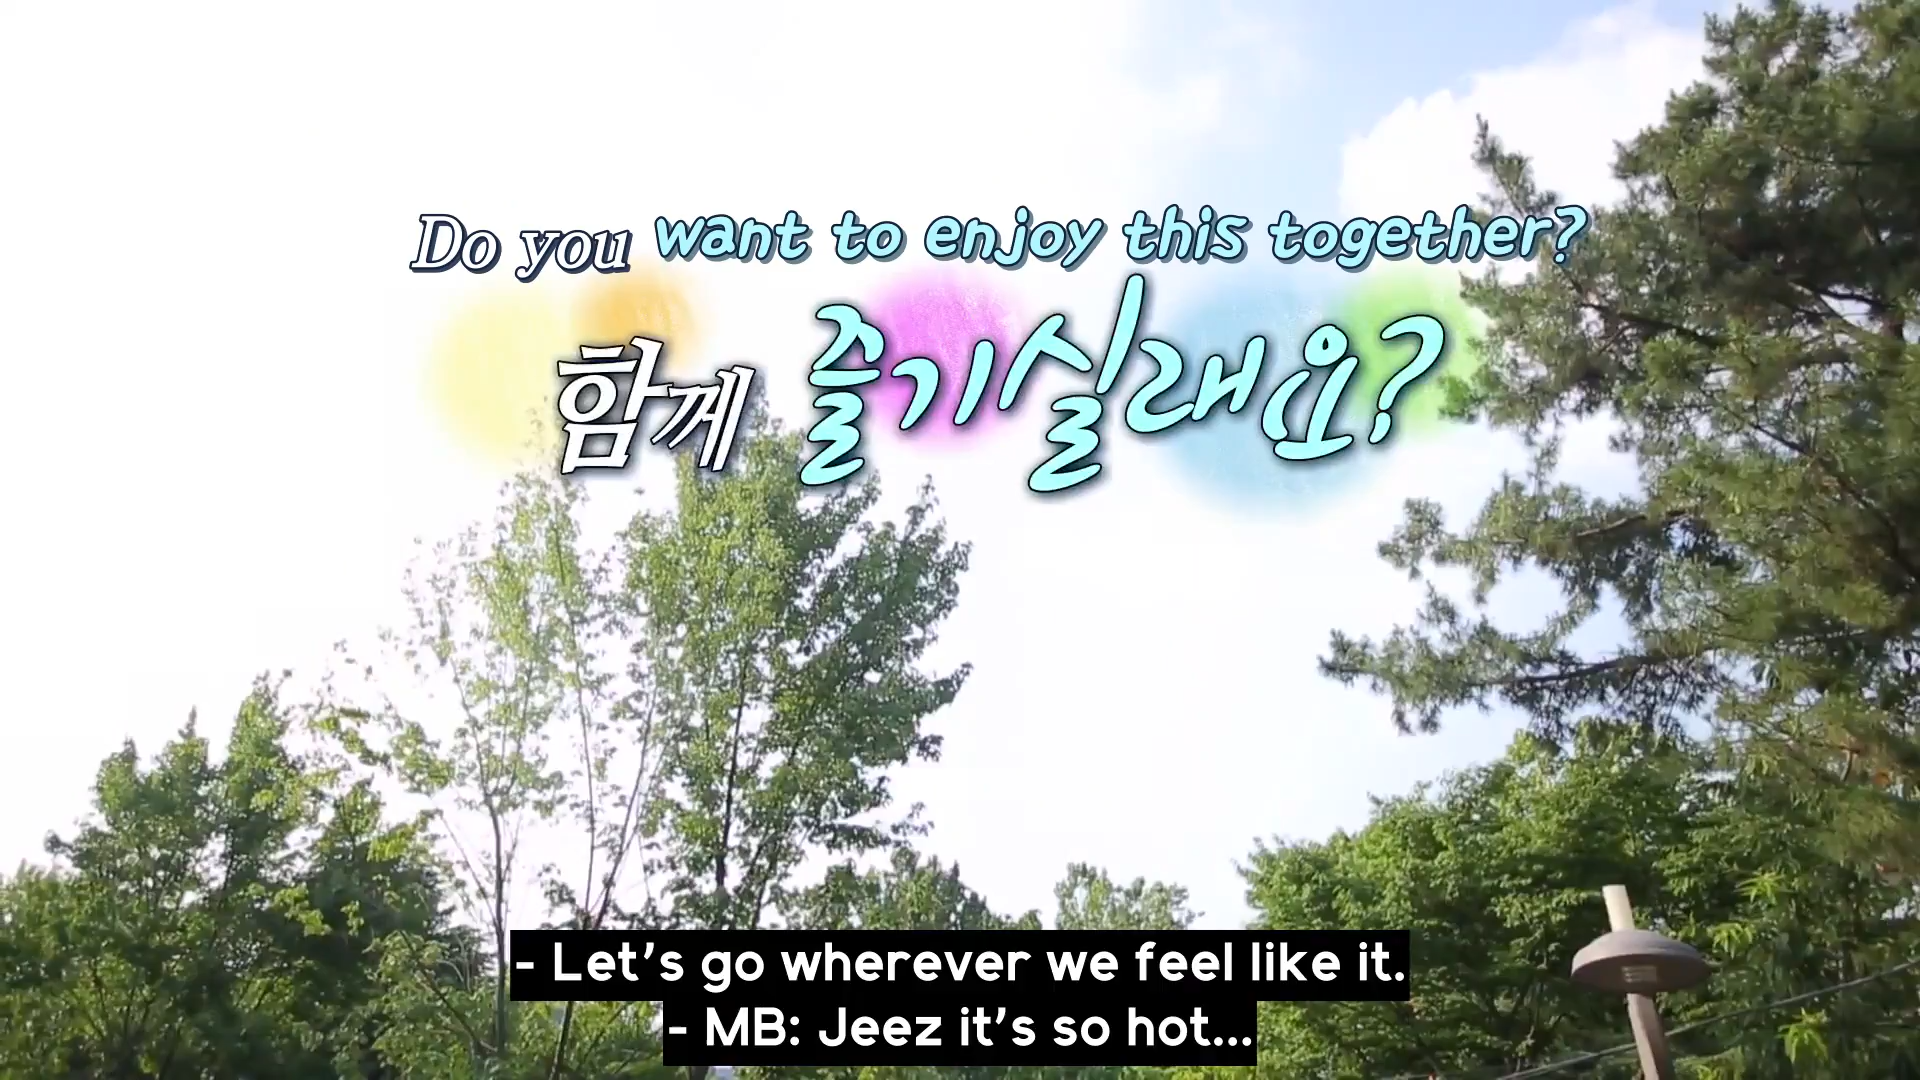 Do you want to enjoy this together?
함께 즐기실래요?
- Let's go wherever we feel like it.
- MB: Jeez it's so hot...